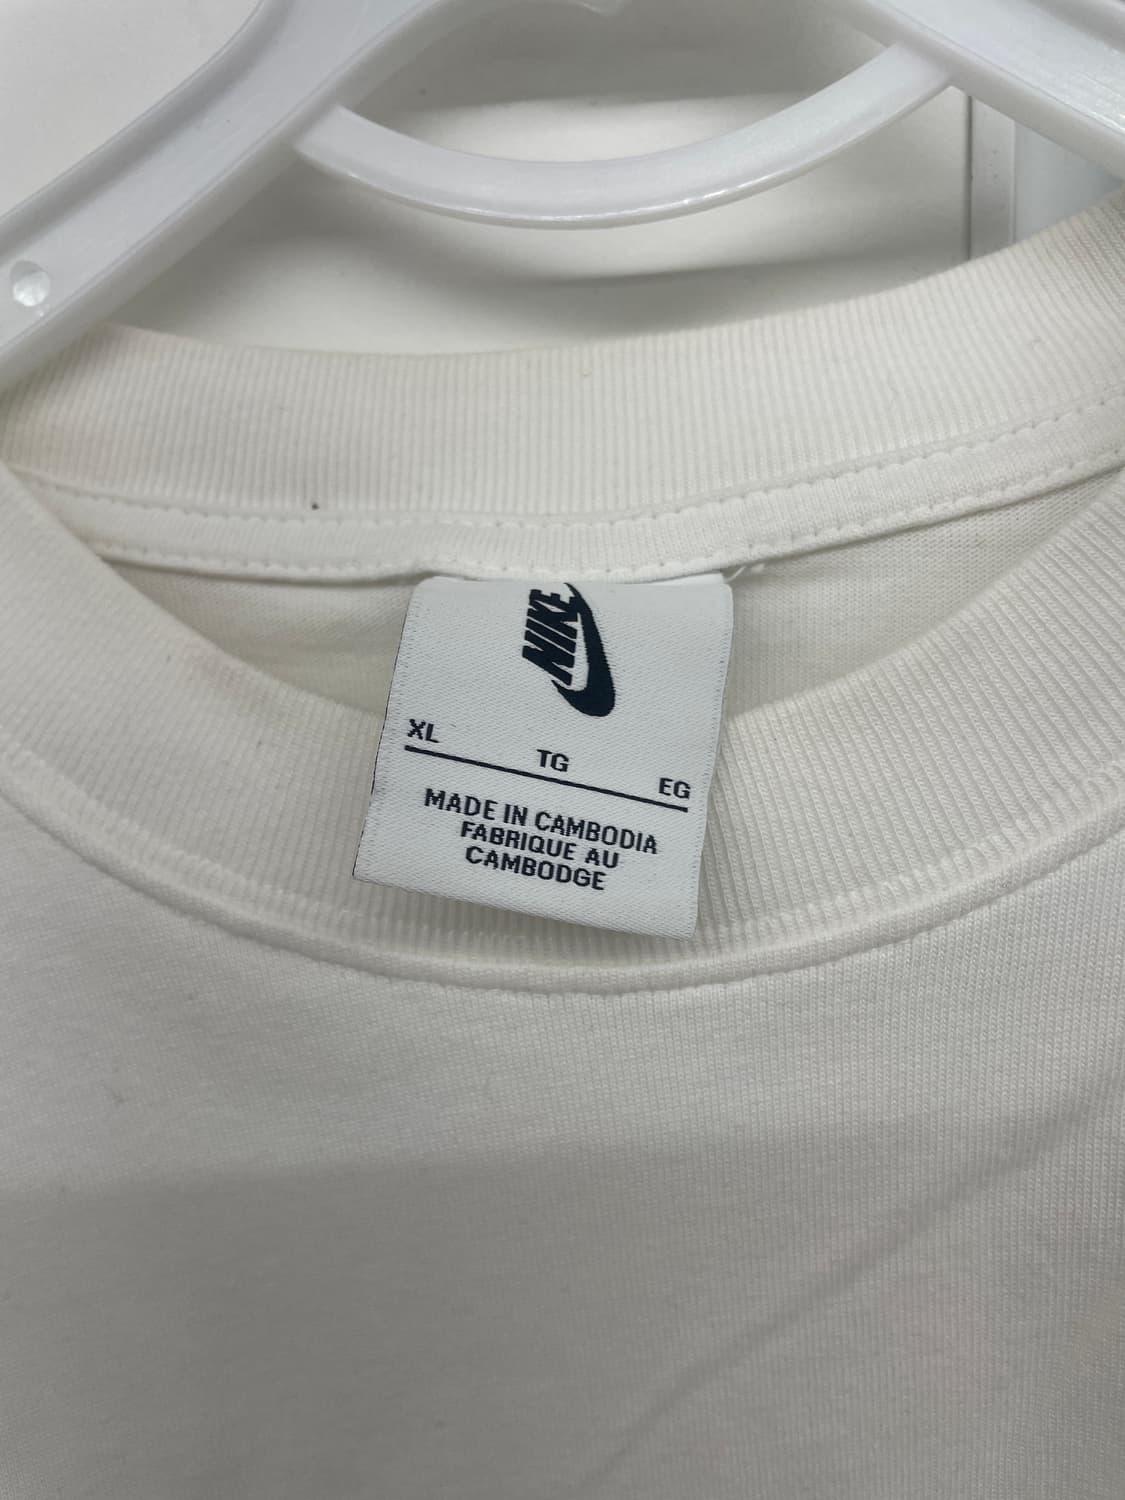 NIKE
XL TG EG
MADE IN CAMBODIA
FABRIQUE AU
CAMBODGE